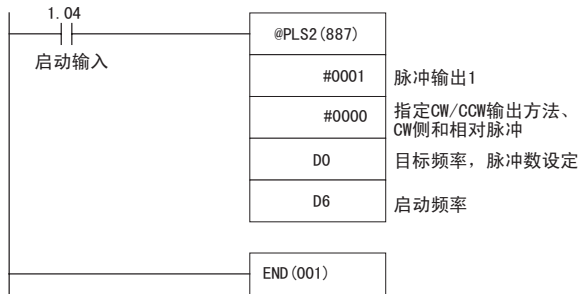 1.04
启动输入
@PLS2(887)
#0001 脉冲输出1
#0000 指定CW/CCW输出方法、
CW侧和相对脉冲
D0 目标频率，脉冲数设定
D6 启动频率
END(001)